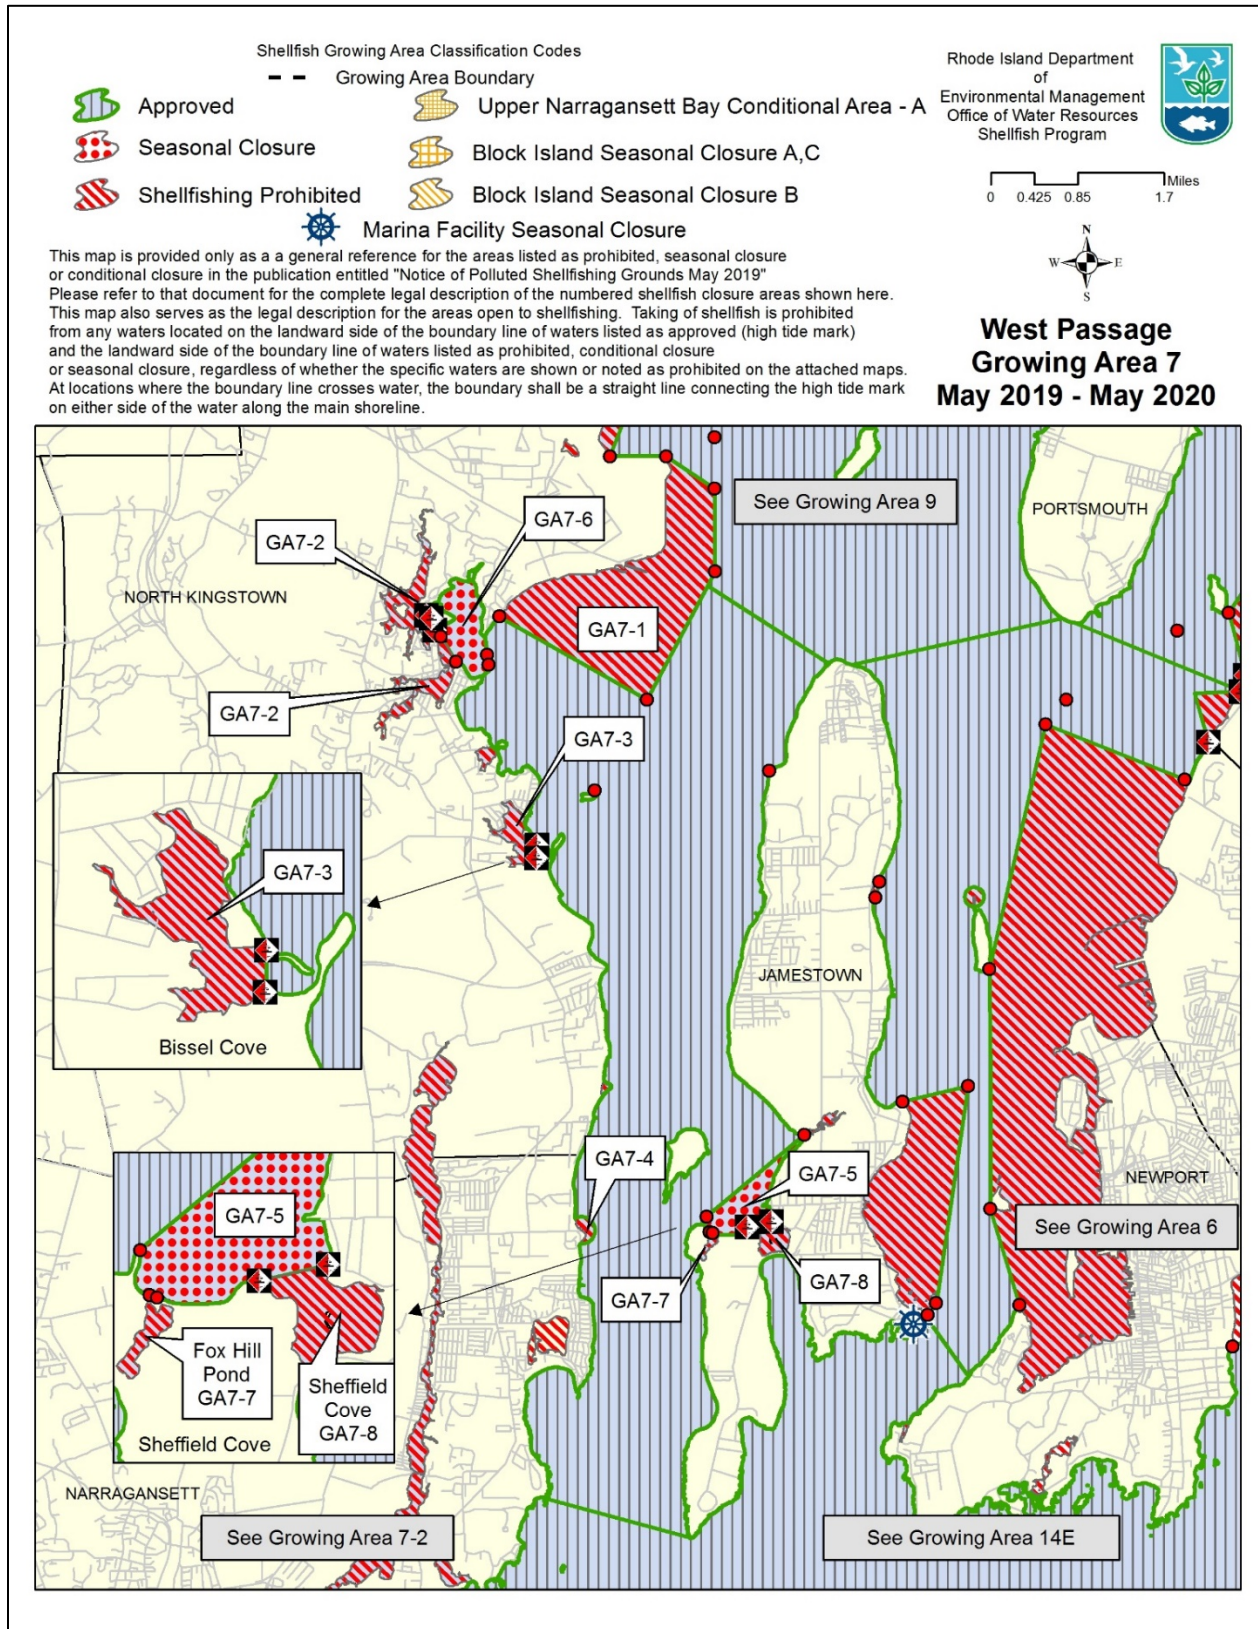 Shellfish Growing Area Classification Codes
Growing Area Boundary
Approved
Upper Narragansett Bay Conditional Area - A
Seasonal Closure
Block Island Seasonal Closure A,C
Shellfishing Prohibited
Block Island Seasonal Closure B
Marina Facility Seasonal Closure
Rhode Island Department
of
Environmental Management
Office of Water Resources
Shellfish Program
Miles
0 0.425 0.85 1.7
N
W E
S
This map is provided only as a a general reference for the areas listed as prohibited, seasonal closure
or conditional closure in the publication entitled "Notice of Polluted Shellfishing Grounds May 2019"
Please refer to that document for the complete legal description of the numbered shellfish closure areas shown here.
This map also serves as the legal description for the areas open to shellfishing. Taking of shellfish is prohibited
from any waters located on the landward side of the boundary line of waters listed as approved (high tide mark)
and the landward side of the boundary line of waters listed as prohibited, conditional closure
or seasonal closure, regardless of whether the specific waters are shown or noted as prohibited on the attached maps.
At locations where the boundary line crosses water, the boundary shall be a straight line connecting the high tide mark
on either side of the water along the main shoreline.
West Passage
Growing Area 7
May 2019 - May 2020
See Growing Area 9
PORTSMOUTH
GA7-6
GA7-2
NORTH KINGSTOWN
GA7-1
GA7-2
GA7-3
GA7-3
JAMESTOWN
Bissel Cove
GA7-4
GA7-5
NEWPORT
GA7-5
See Growing Area 6
GA7-8
GA7-7
Fox Hill
Pond
GA7-7
Sheffield
Cove
GA7-8
Sheffield Cove
NARRAGANSETT
See Growing Area 7-2
See Growing Area 14E